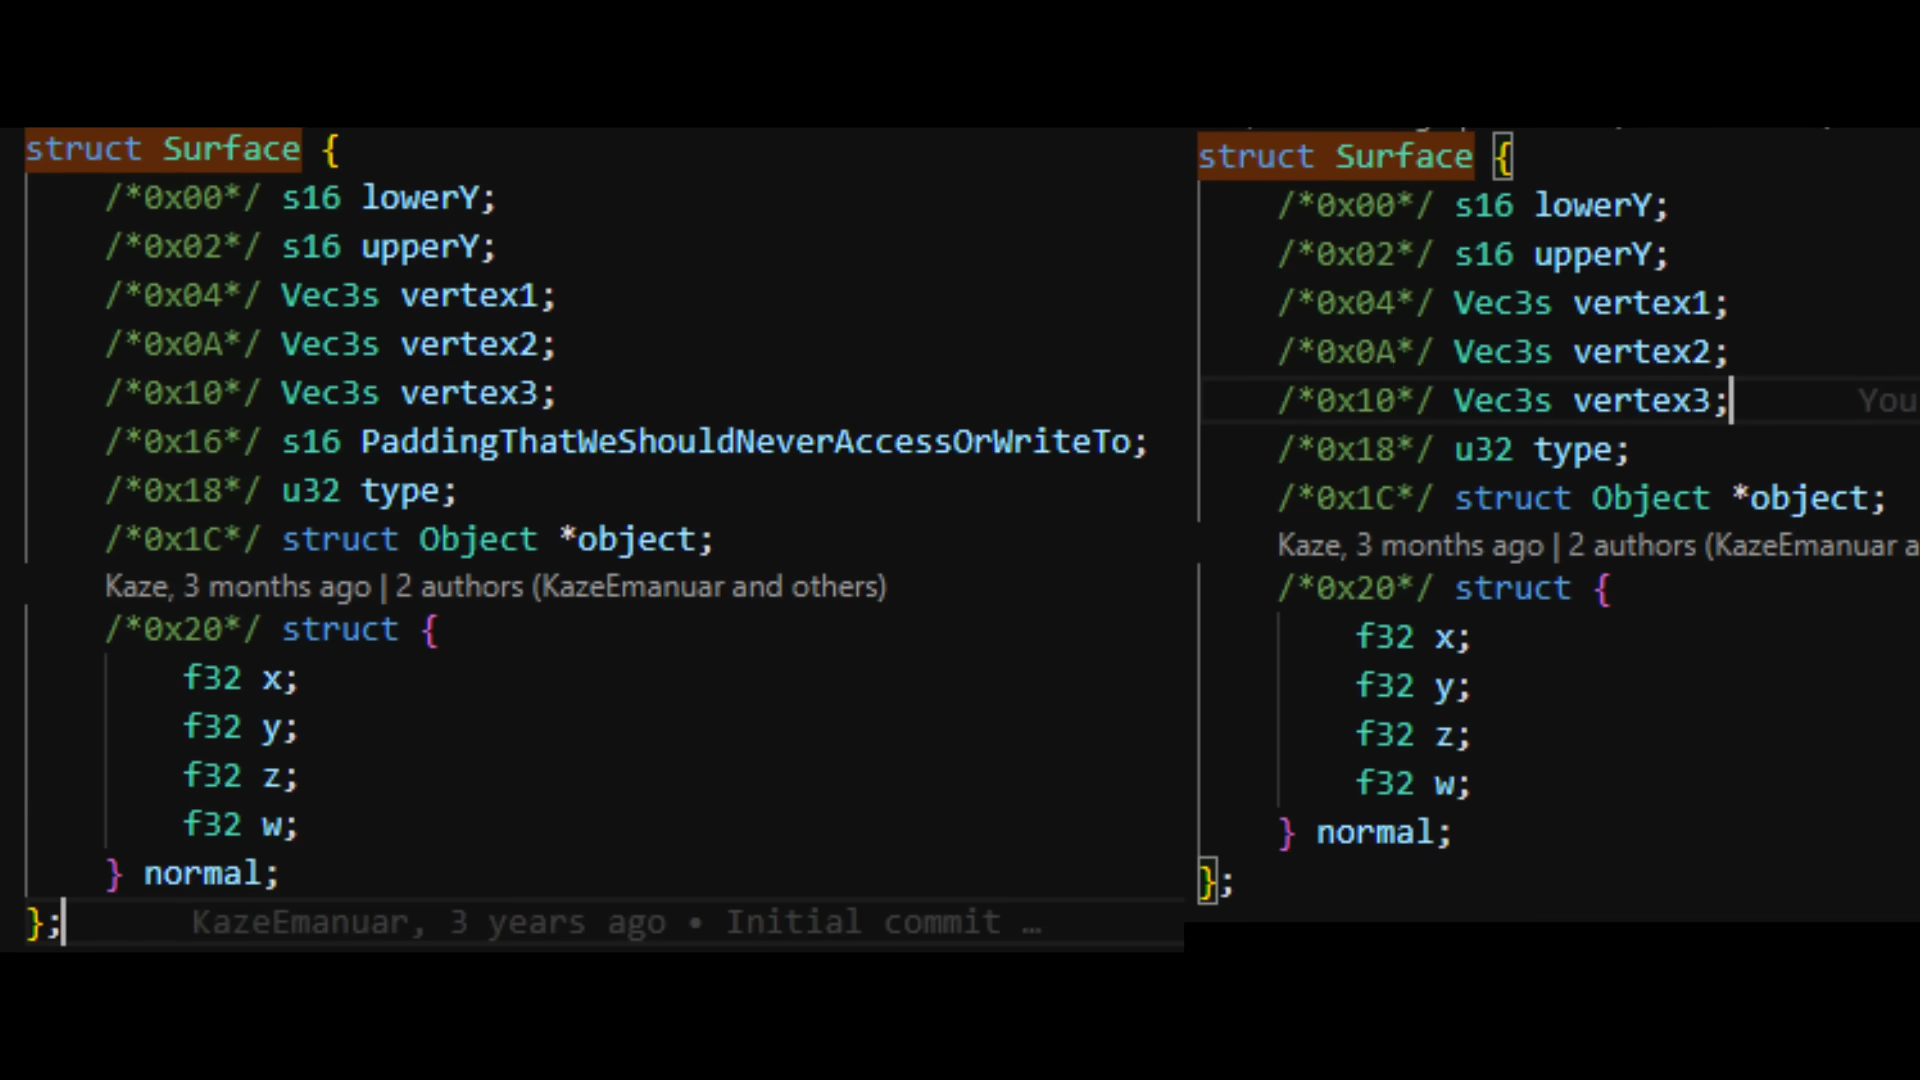 struct Surface {
/*0x00*/ s16 lowerY;
/*0x02*/ s16 upperY;
/*0x04*/ Vec3s vertex1;
/*0x0A*/ Vec3s vertex2;
/*0x10*/ Vec3s vertex3;
/*0x16*/ s16 PaddingThatWeShouldNeverAccessOrWriteTo;
/*0x18*/ u32 type;
/*0x1C*/ struct Object *object;
Kaze, 3 months ago | 2 authors (KazeEmanuar and others)
/*0x20*/ struct {
f32 x;
f32 y;
f32 z;
f32 w;
} normal;
};
KazeEmanuar, 3 years ago • Initial commit …
struct Surface {
/*0x00*/ s16 lowerY;
/*0x02*/ s16 upperY;
/*0x04*/ Vec3s vertex1;
/*0x0A*/ Vec3s vertex2;
/*0x10*/ Vec3s vertex3;
You
/*0x18*/ u32 type;
/*0x1C*/ struct Object *object;
Kaze, 3 months ago | 2 authors (KazeEmanuar a
/*0x20*/ struct {
f32 x;
f32 y;
f32 z;
f32 w;
} normal;
};